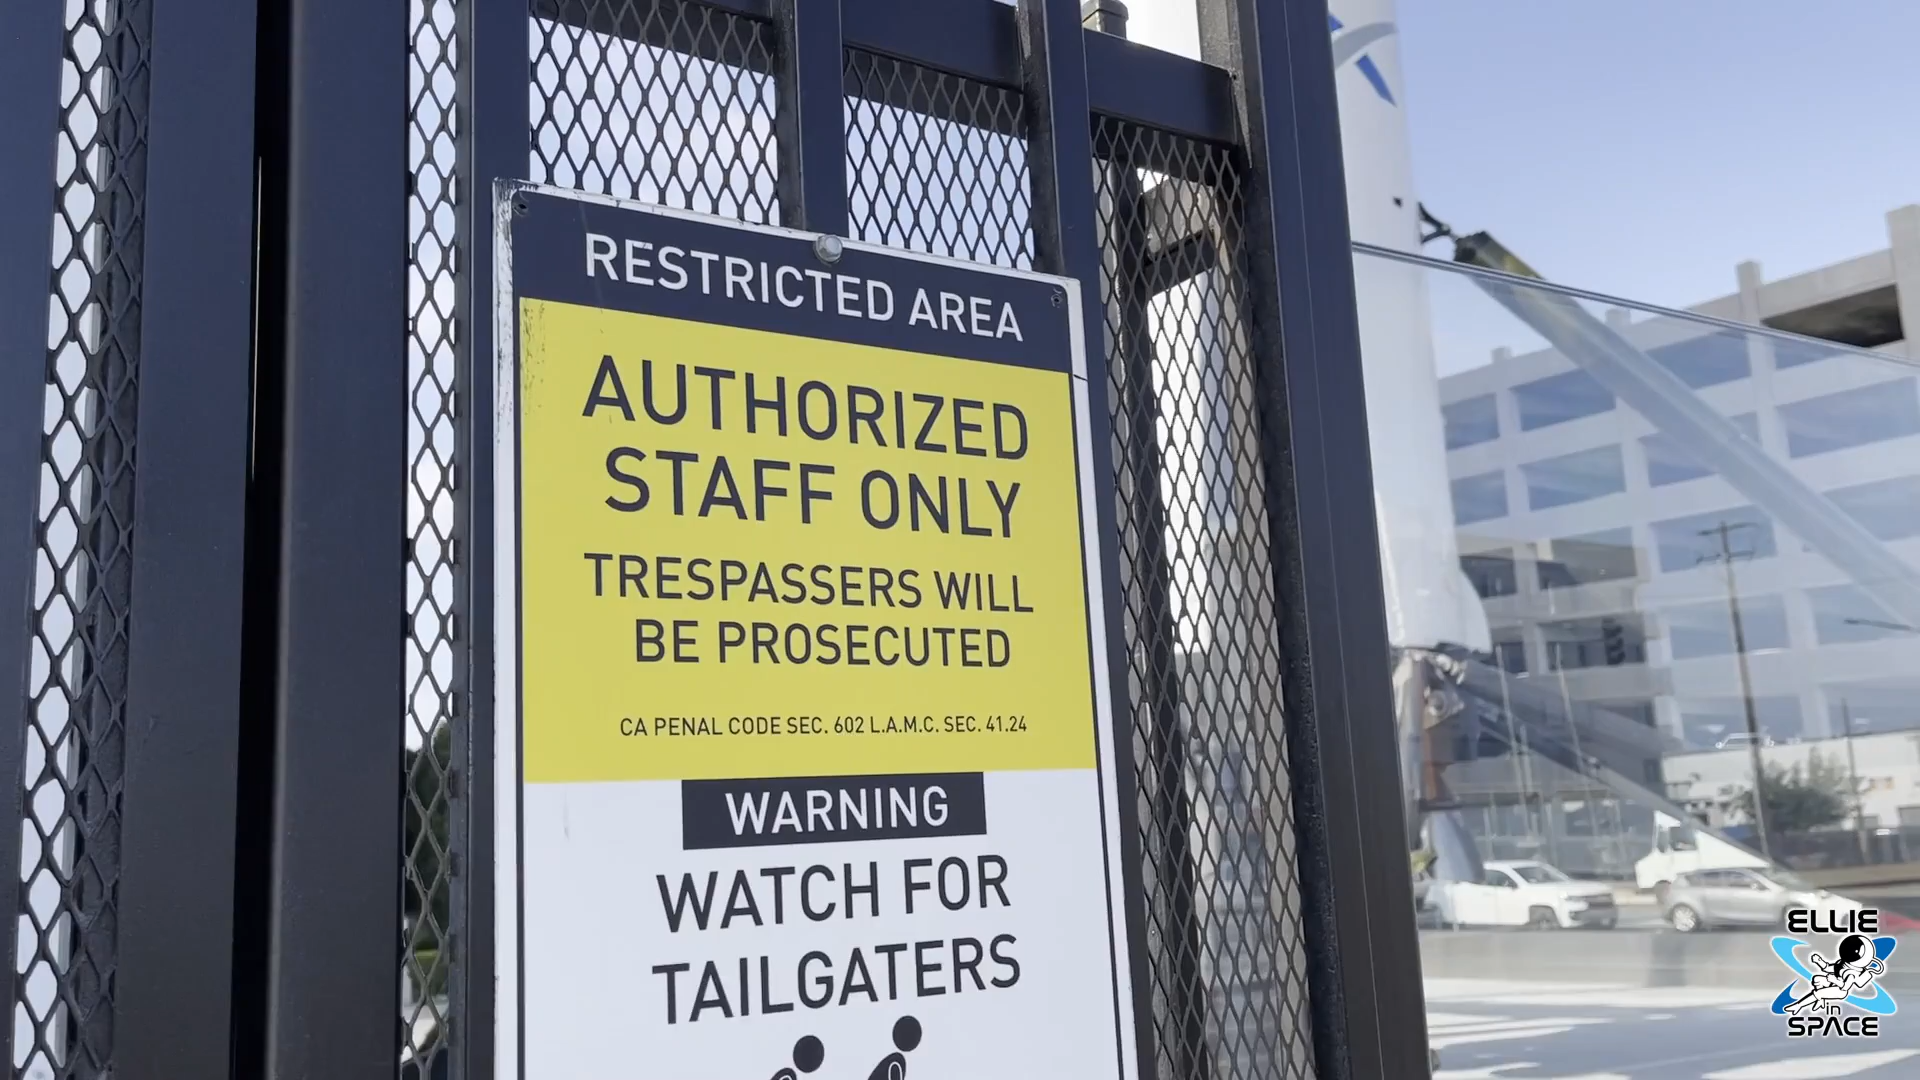 RESTRICTED AREA
AUTHORIZED
STAFF ONLY
TRESPASSERS WILL
BE PROSECUTED
CA PENAL CODE SEC. 602 L.A.M.C. SEC. 41.24
WARNING
WATCH FOR
TAILGATERS
ELLIE
in
SPACE